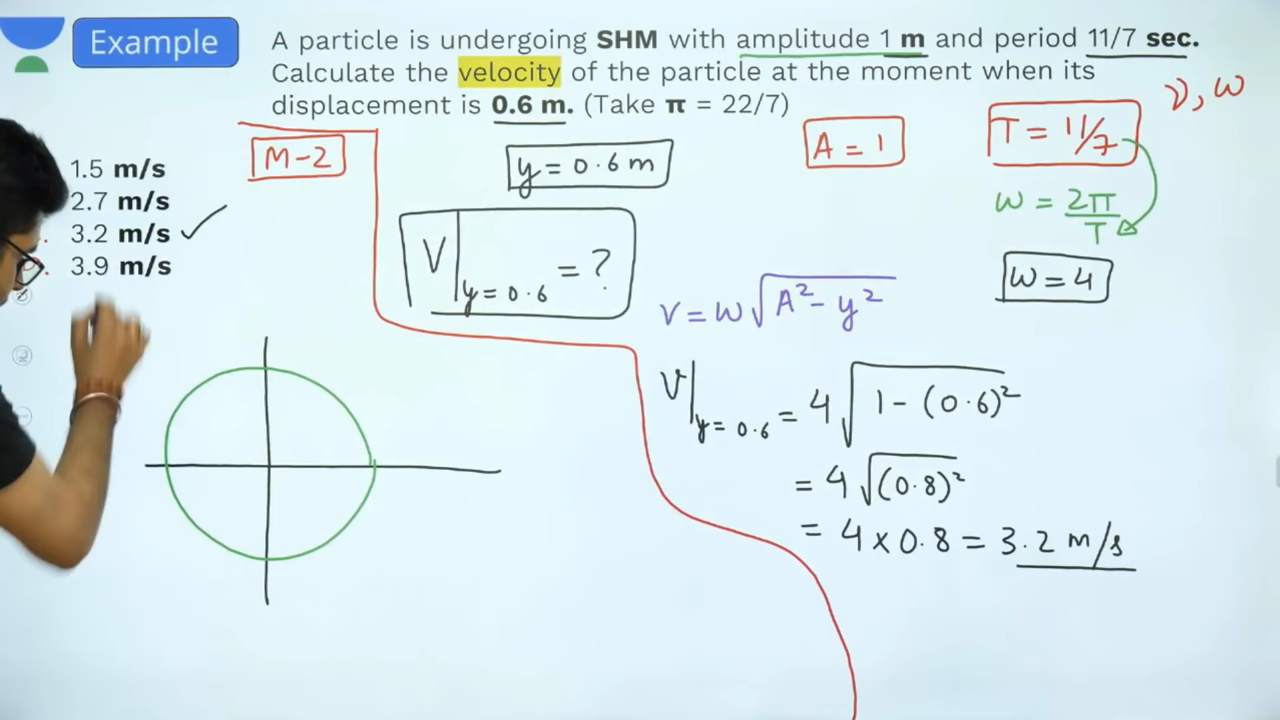 Example
A particle is undergoing SHM with amplitude 1 m and period 11/7 sec.
Calculate the velocity of the particle at the moment when its
displacement is 0.6 m. (Take π = 22/7)
ν, ω
1.5 m/s
2.7 m/s
3.2 m/s ✓
3.9 m/s
M-2
y = 0.6 m
A = 1
T = 11/7
ω = 2π/T
V|y=0.6 = ?
ω = 4
v = ω√(A² - y²)
V|y=0.6 = 4√(1 - (0.6)²)
= 4√(0.8)²
= 4 × 0.8 = 3.2 m/s